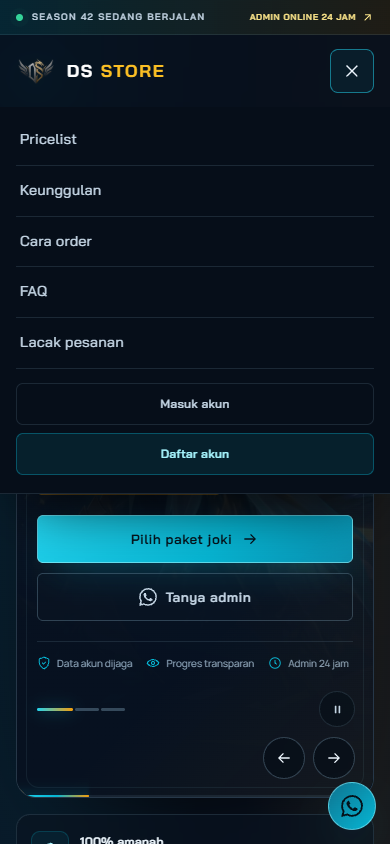 SEASON 42 SEDANG BERJALAN
ADMIN ONLINE 24 JAM
DS STORE
Pricelist
Keunggulan
Cara order
FAQ
Lacak pesanan
Masuk akun
Daftar akun
Pilih paket joki
Tanya admin
Data akun dijaga
Progres transparan
Admin 24 jam
100% amanah